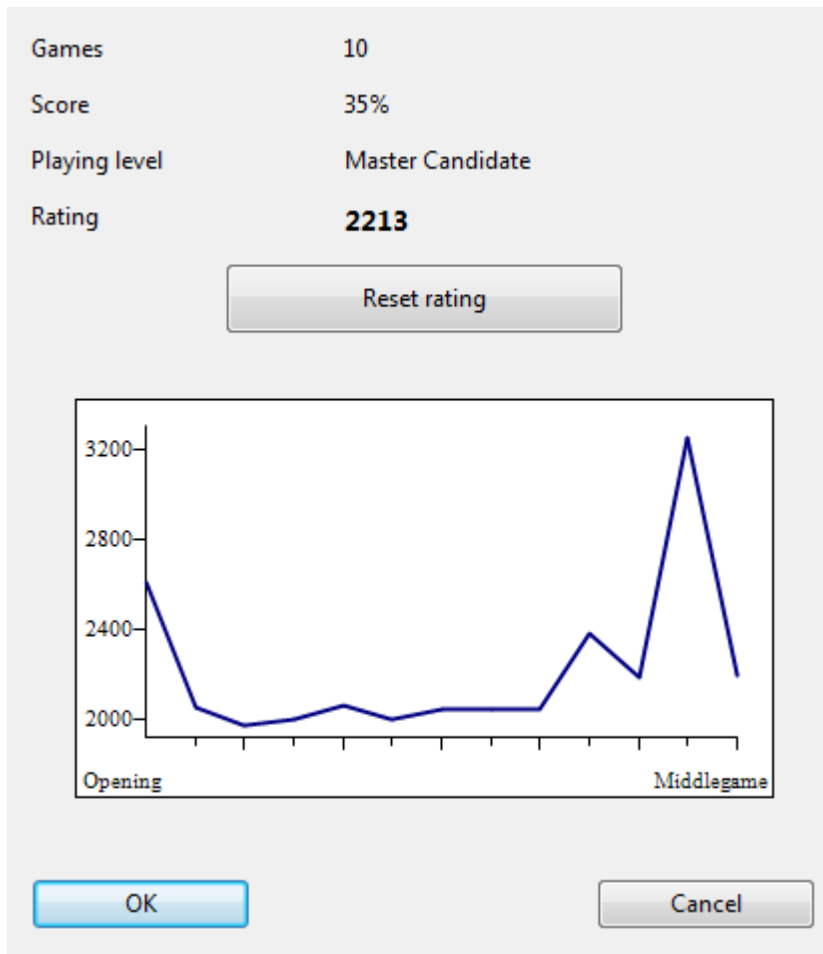 Games 10
Score 35%
Playing level Master Candidate
Rating 2213
Reset rating
3200
2800
2400
2000
Opening Middlegame
OK Cancel